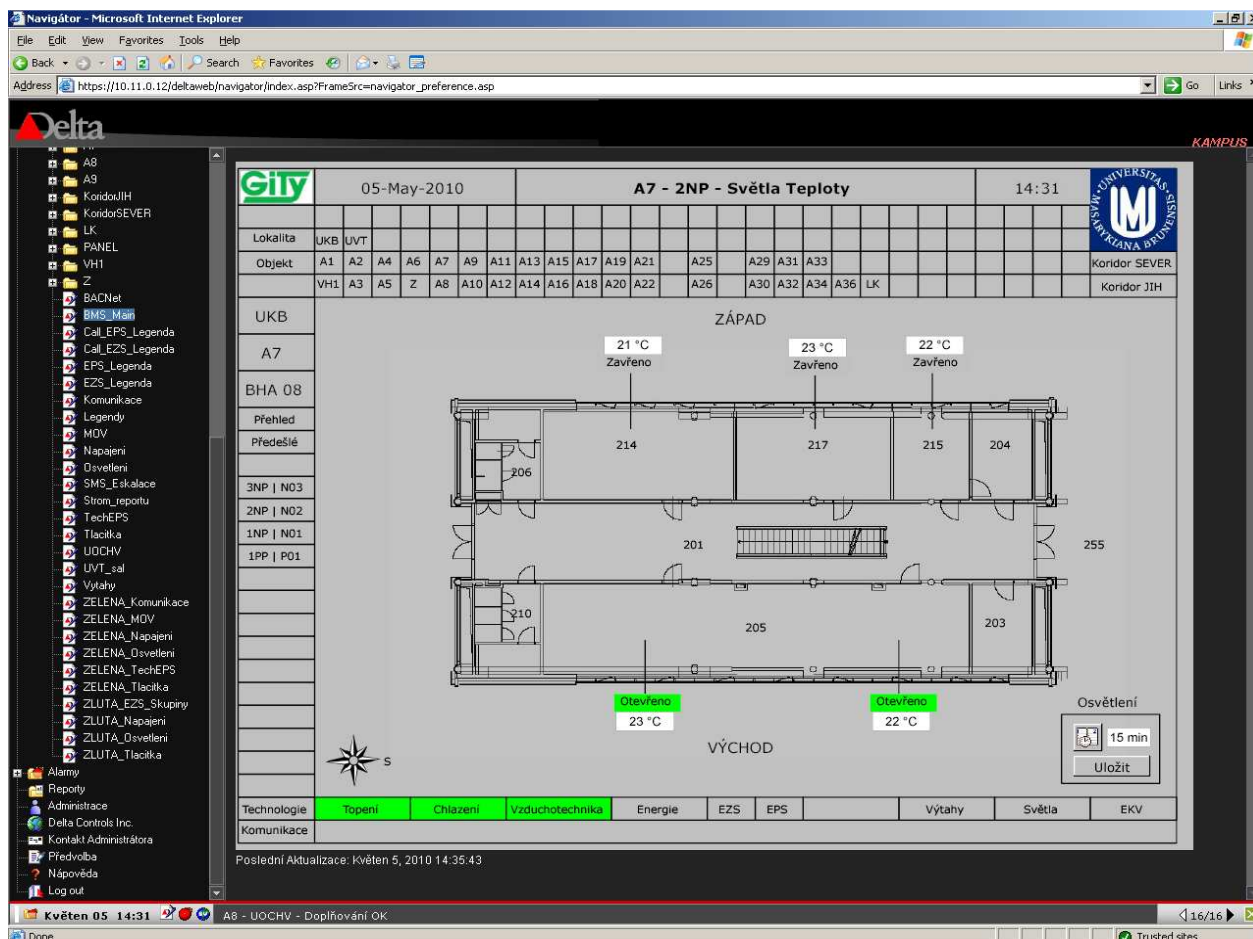 Navigátor - Microsoft Internet Explorer
File Edit View Favorites Tools Help
Back Search Favorites
Address https://10.11.0.12/deltaweb/navigator/index.asp?FrameSrc=navigator_preference.asp Go Links
Delta
KAMPUS
A8
A9
KoridorJIH
KoridorSEVER
LK
PANEL
VH1
Z
BACNet
BMS_Main
Call_EPS_Legenda
Call_EZS_Legenda
EPS_Legenda
EZS_Legenda
Komunikace
Legendy
MOV
Napajeni
Osvetleni
SMS_Eskalace
Strom_reportu
TechEPS
Tlacitka
UOCHV
UVT_sal
Vytahy
ZELENA_Komunikace
ZELENA_MOV
ZELENA_Napajeni
ZELENA_Osvetleni
ZELENA_TechEPS
ZELENA_Tlacitka
ZLUTA_EZS_Skupiny
ZLUTA_Napajeni
ZLUTA_Osvetleni
ZLUTA_Tlacitka
Alarmy
Reporty
Administrace
Delta Controls Inc.
Kontakt Administrátora
Předvolba
Nápověda
Log out
GiTy 05-May-2010 A7 - 2NP - Světla Teploty 14:31
UNIVERSITAS MASARYKIANA BRUNENSIS
Lokalita UKB UVT
Objekt A1 A2 A4 A6 A7 A9 A11 A13 A15 A17 A19 A21 A25 A29 A31 A33 Koridor SEVER
VH1 A3 A5 Z A8 A10 A12 A14 A16 A18 A20 A22 A26 A30 A32 A34 A36 LK Koridor JIH
UKB
A7
BHA 08
Přehled
Předešlé
3NP | N03
2NP | N02
1NP | N01
1PP | P01
ZÁPAD
21 °C 23 °C 22 °C
Zavřeno Zavřeno Zavřeno
214 217 215 204
206
201 255
210
205 203
Otevřeno Otevřeno
23 °C 22 °C
VÝCHOD
S
Osvětlení
15 min
Uložit
Technologie Topení Chlazení Vzduchotechnika Energie EZS EPS Výtahy Světla EKV
Komunikace
Poslední Aktualizace: Květen 5, 2010 14:35:43
Květen 05 14:31 A8 - UOCHV - Doplňování OK 16/16
Done Trusted sites